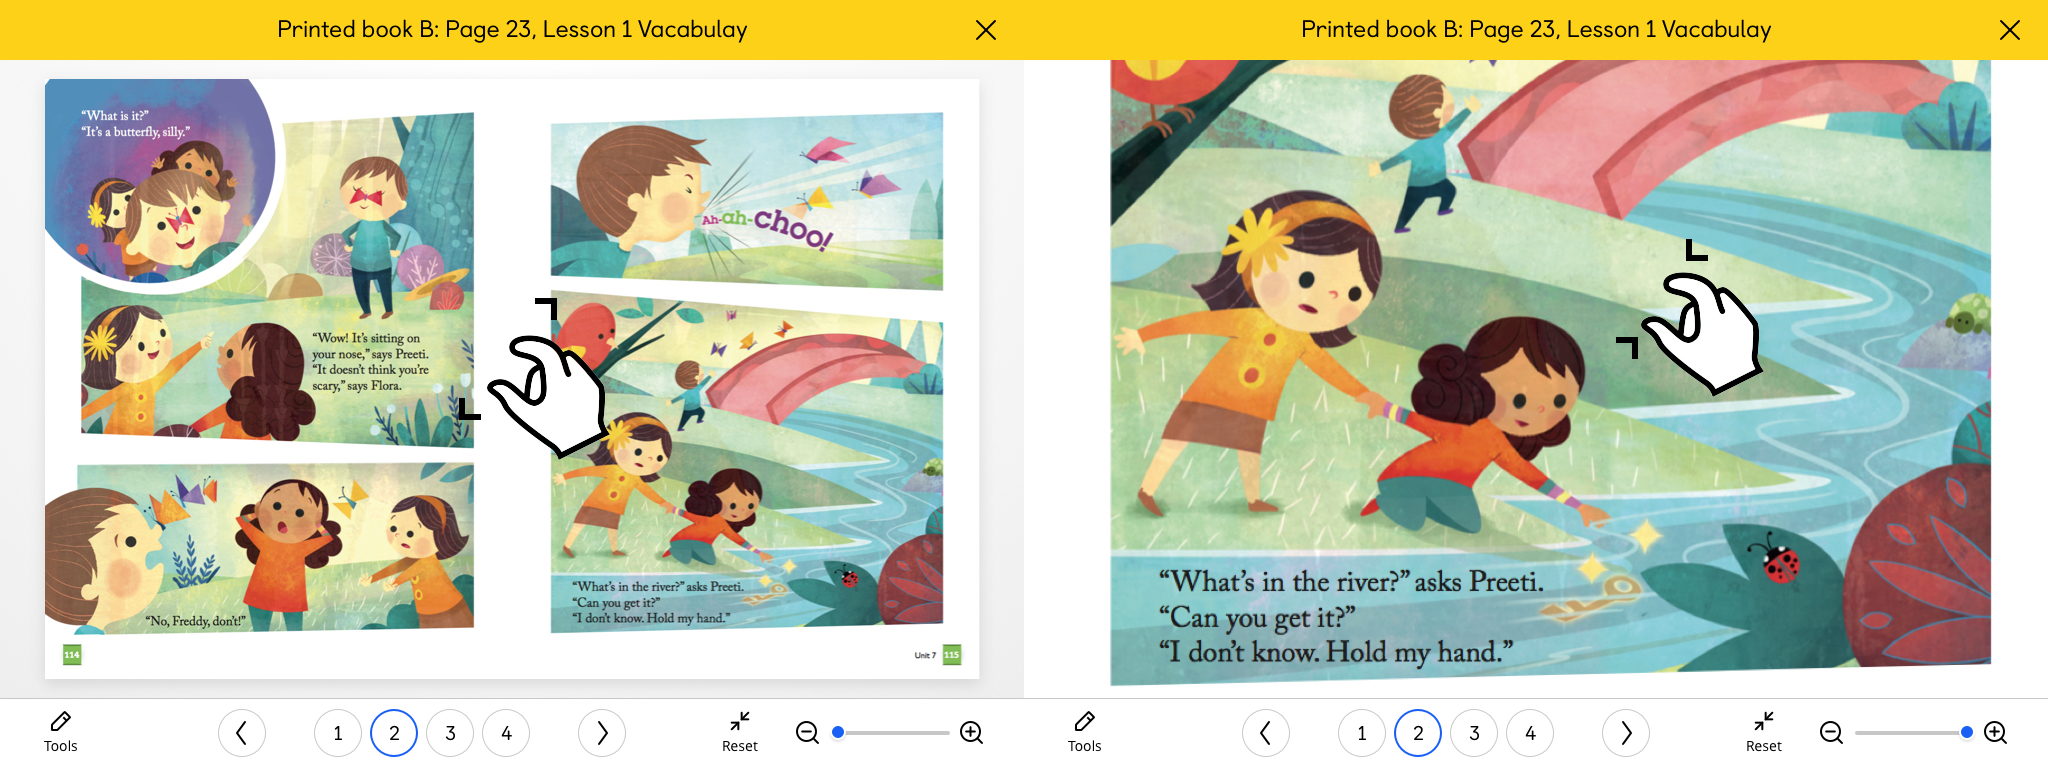 Printed book B: Page 23, Lesson 1 Vacabulay
“What is it?”
“It’s a butterfly, silly.”
“Wow! It’s sitting on
your nose,” says Preeti.
“It doesn’t think you’re
scary,” says Flora.
“No, Freddy, don’t!”
114
Ah-ah-choo!
“What’s in the river?” asks Preeti.
“Can you get it?”
“I don’t know. Hold my hand.”
Unit 7 115
Tools
1 2 3 4
Reset
Printed book B: Page 23, Lesson 1 Vacabulay
“What’s in the river?” asks Preeti.
“Can you get it?”
“I don’t know. Hold my hand.”
Tools
1 2 3 4
Reset